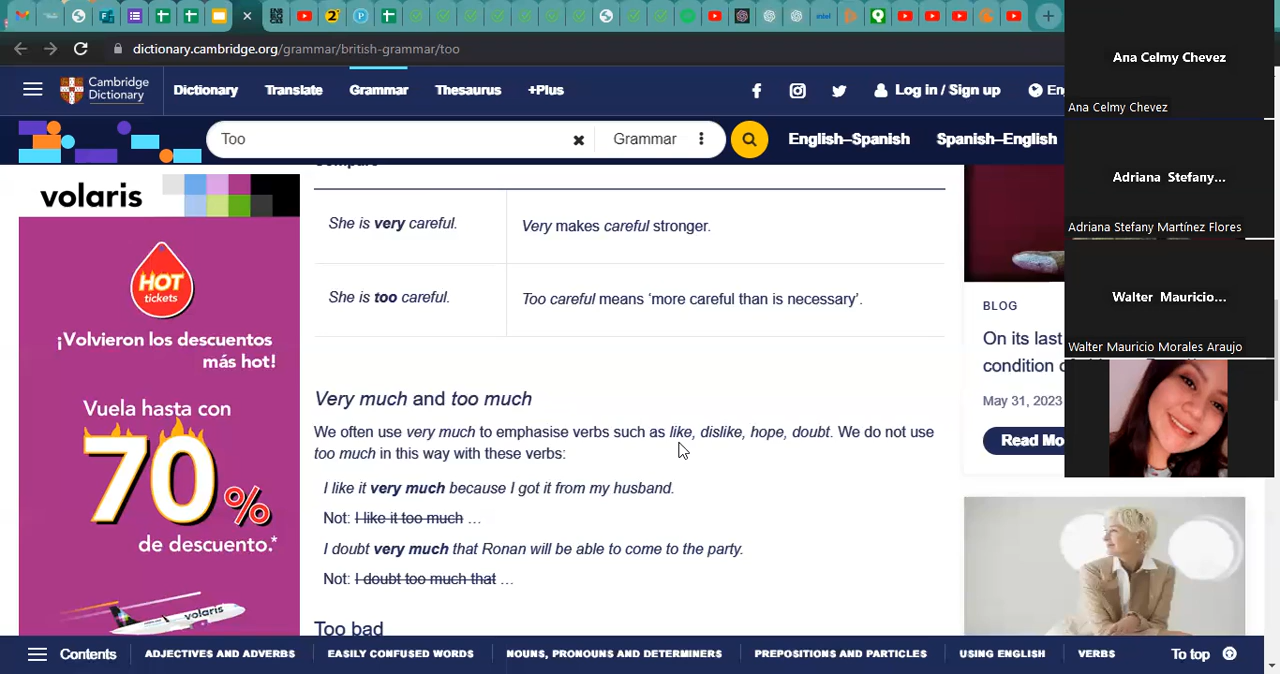 dictionary.cambridge.org/grammar/british-grammar/too
Cambridge
Dictionary
Dictionary
Translate
Grammar
Thesaurus
+Plus
Log in / Sign up
Too
Grammar
English–Spanish
Spanish–English
volaris
HOT
tickets
¡Volvieron los descuentos
más hot!
Vuela hasta con
70%
de descuento.*
volaris
She is very careful.
Very makes careful stronger.
She is too careful.
Too careful means ‘more careful than is necessary’.
Very much and too much
We often use very much to emphasise verbs such as like, dislike, hope, doubt. We do not use
too much in this way with these verbs:
I like it very much because I got it from my husband.
Not: I like it too much …
I doubt very much that Ronan will be able to come to the party.
Not: I doubt too much that …
Too bad
BLOG
On its last
condition
May 31, 2023
Read Mo
Ana Celmy Chevez
Ana Celmy Chevez
Adriana Stefany...
Adriana Stefany Martínez Flores
Walter Mauricio...
Walter Mauricio Morales Araujo
Contents
ADJECTIVES AND ADVERBS
EASILY CONFUSED WORDS
NOUNS, PRONOUNS AND DETERMINERS
PREPOSITIONS AND PARTICLES
USING ENGLISH
VERBS
To top